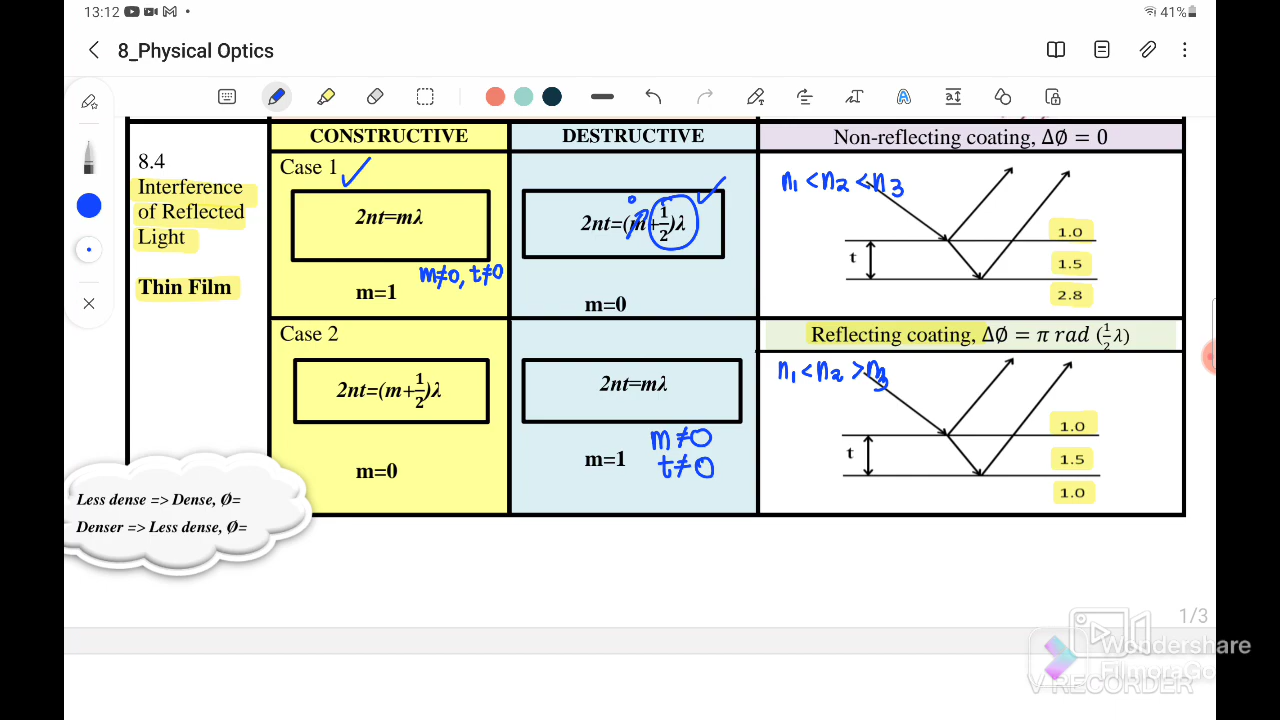 13:12
41%
8_Physical Optics
CONSTRUCTIVE
DESTRUCTIVE
Non-reflecting coating, ΔØ = 0
8.4
Interference
of Reflected
Light
Thin Film
Case 1
2nt=mλ
m≠0, t≠0
m=1
2nt=(m+1/2)λ
0
m=0
n1 < n2 < n3
t
1.0
1.5
2.8
Case 2
2nt=(m+1/2)λ
m=0
2nt=mλ
m≠0
m=1
t≠0
Reflecting coating, ΔØ = π rad (1/2 λ)
n1 < n2 > n3
t
1.0
1.5
1.0
Less dense => Dense, Ø=
Denser => Less dense, Ø=
1/3
Wondershare
FilmoraGo
V RECORDER